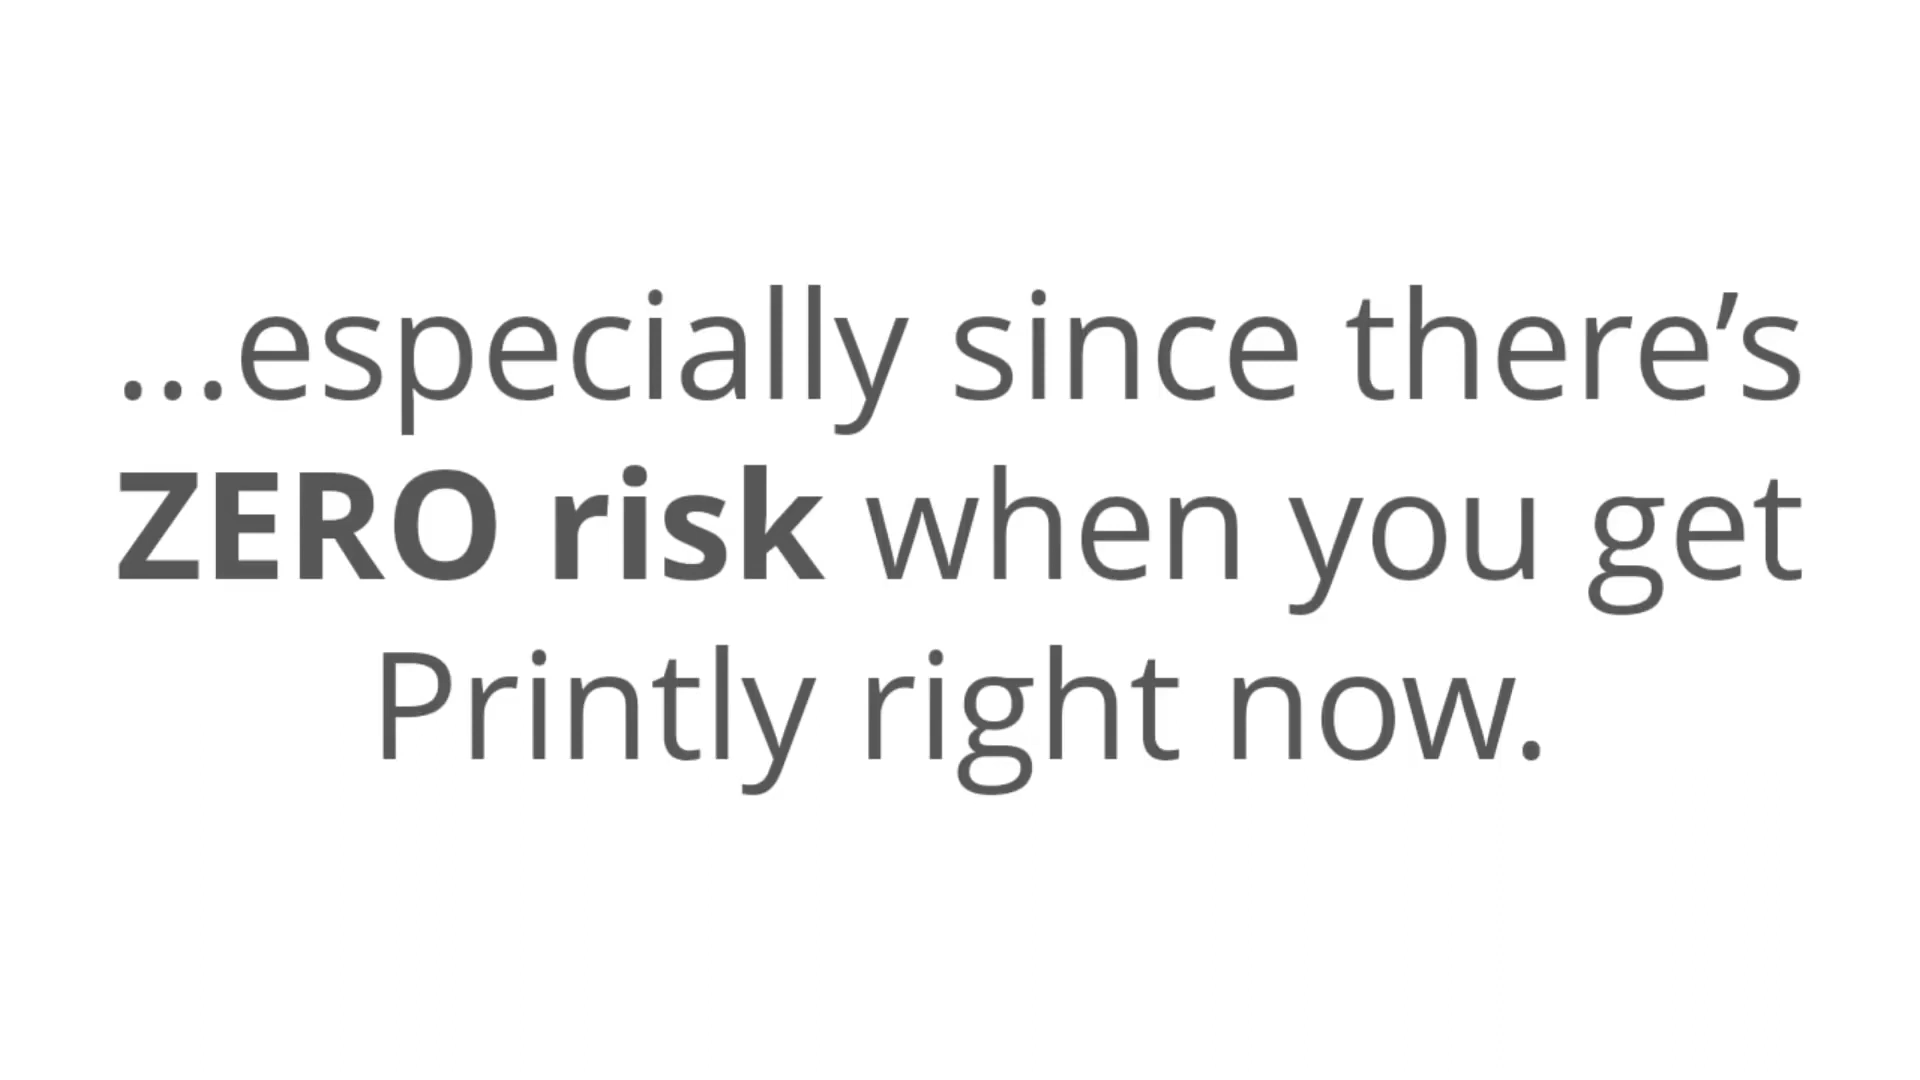 ...especially since there’s
ZERO risk when you get
Printly right now.